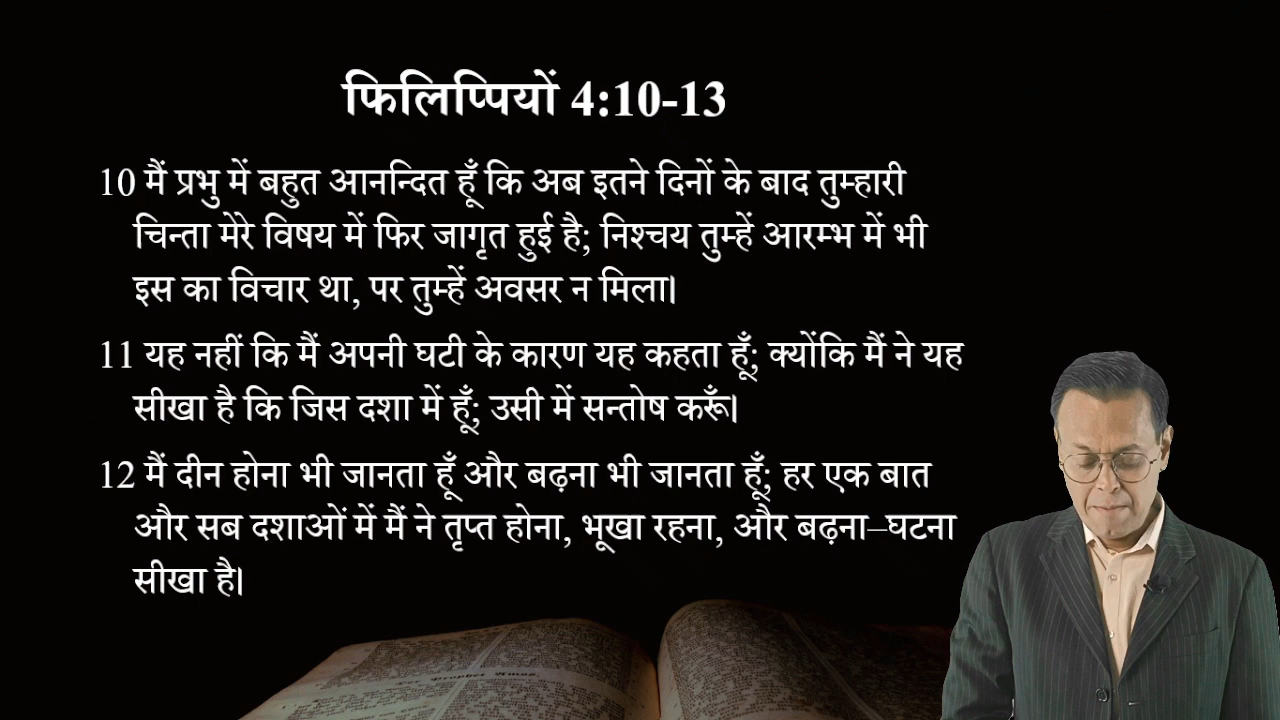 फिलिप्पियों 4:10-13
10 मैं प्रभु में बहुत आनन्दित हूँ कि अब इतने दिनों के बाद तुम्हारी
चिन्ता मेरे विषय में फिर जागृत हुई है; निश्चय तुम्हें आरम्भ में भी
इस का विचार था, पर तुम्हें अवसर न मिला।
11 यह नहीं कि मैं अपनी घटी के कारण यह कहता हूँ; क्योंकि मैं ने यह
सीखा है कि जिस दशा में हूँ; उसी में सन्तोष करूँ।
12 मैं दीन होना भी जानता हूँ और बढ़ना भी जानता हूँ; हर एक बात
और सब दशाओं में मैं ने तृप्त होना, भूखा रहना, और बढ़ना–घटना
सीखा है।